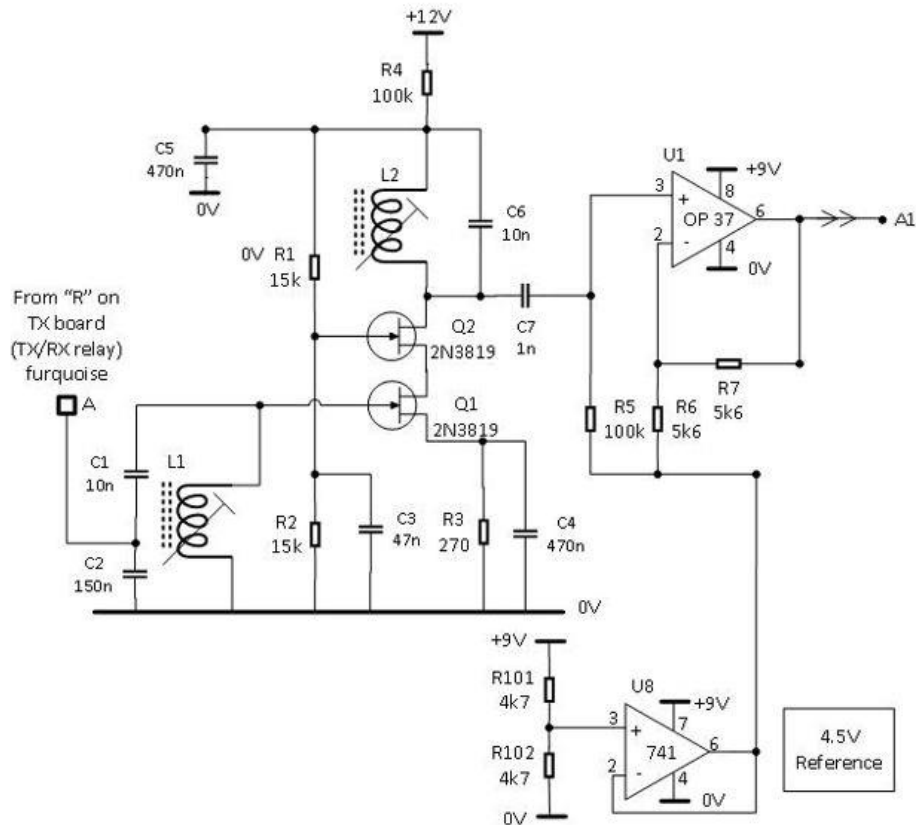 +12V
R4
100k
C5
470n
0V
L2
C6
10n
U1
+9V
3
+
8
OP 37
6
A1
2
-
4
0V
0V R1
15k
C7
1n
From "R" on
TX board
(TX/RX relay)
furquoise
A
Q2
2N3819
Q1
2N3819
R7
5k6
R5
100k
R6
5k6
C1
10n
L1
C2
150n
R2
15k
C3
47n
R3
270
C4
470n
0V
+9V
R101
4k7
R102
4k7
0V
U8
+9V
3
+
7
741
6
2
-
4
0V
4.5V
Reference